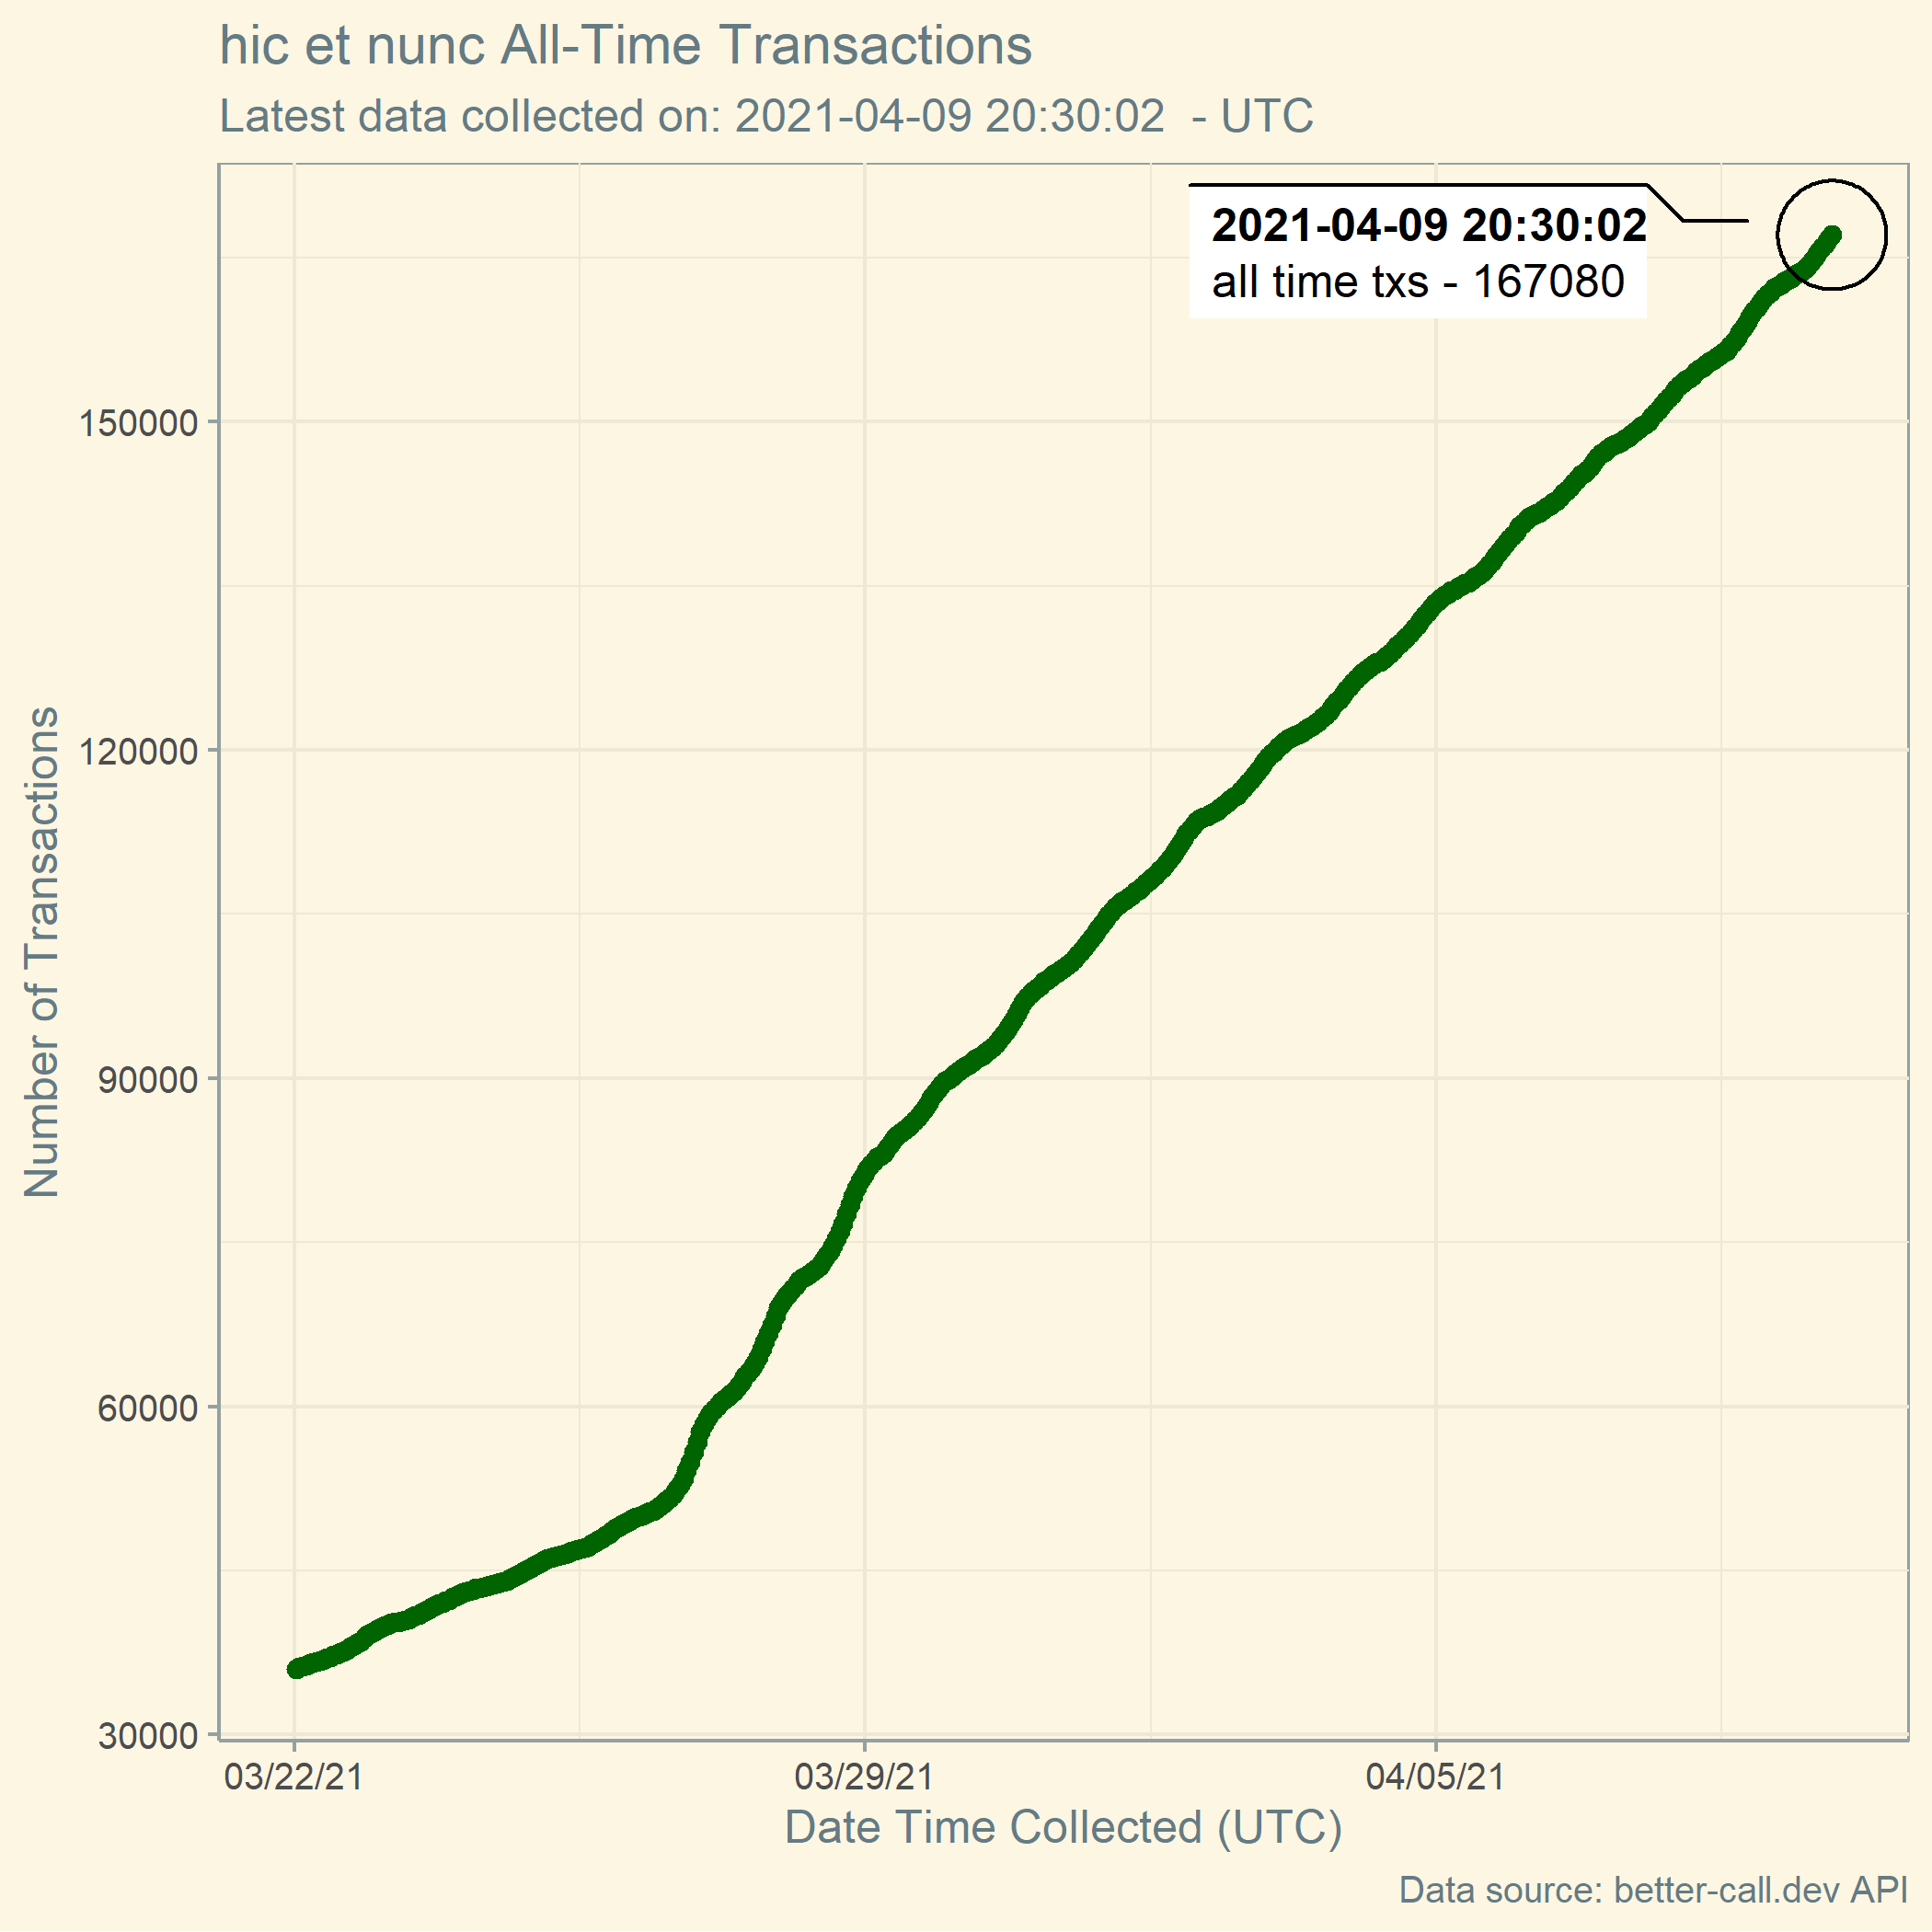 hic et nunc All-Time Transactions
Latest data collected on: 2021-04-09 20:30:02  - UTC
2021-04-09 20:30:02
all time txs - 167080
Number of Transactions
150000
120000
90000
60000
30000
03/22/21
03/29/21
04/05/21
Date Time Collected (UTC)
Data source: better-call.dev API